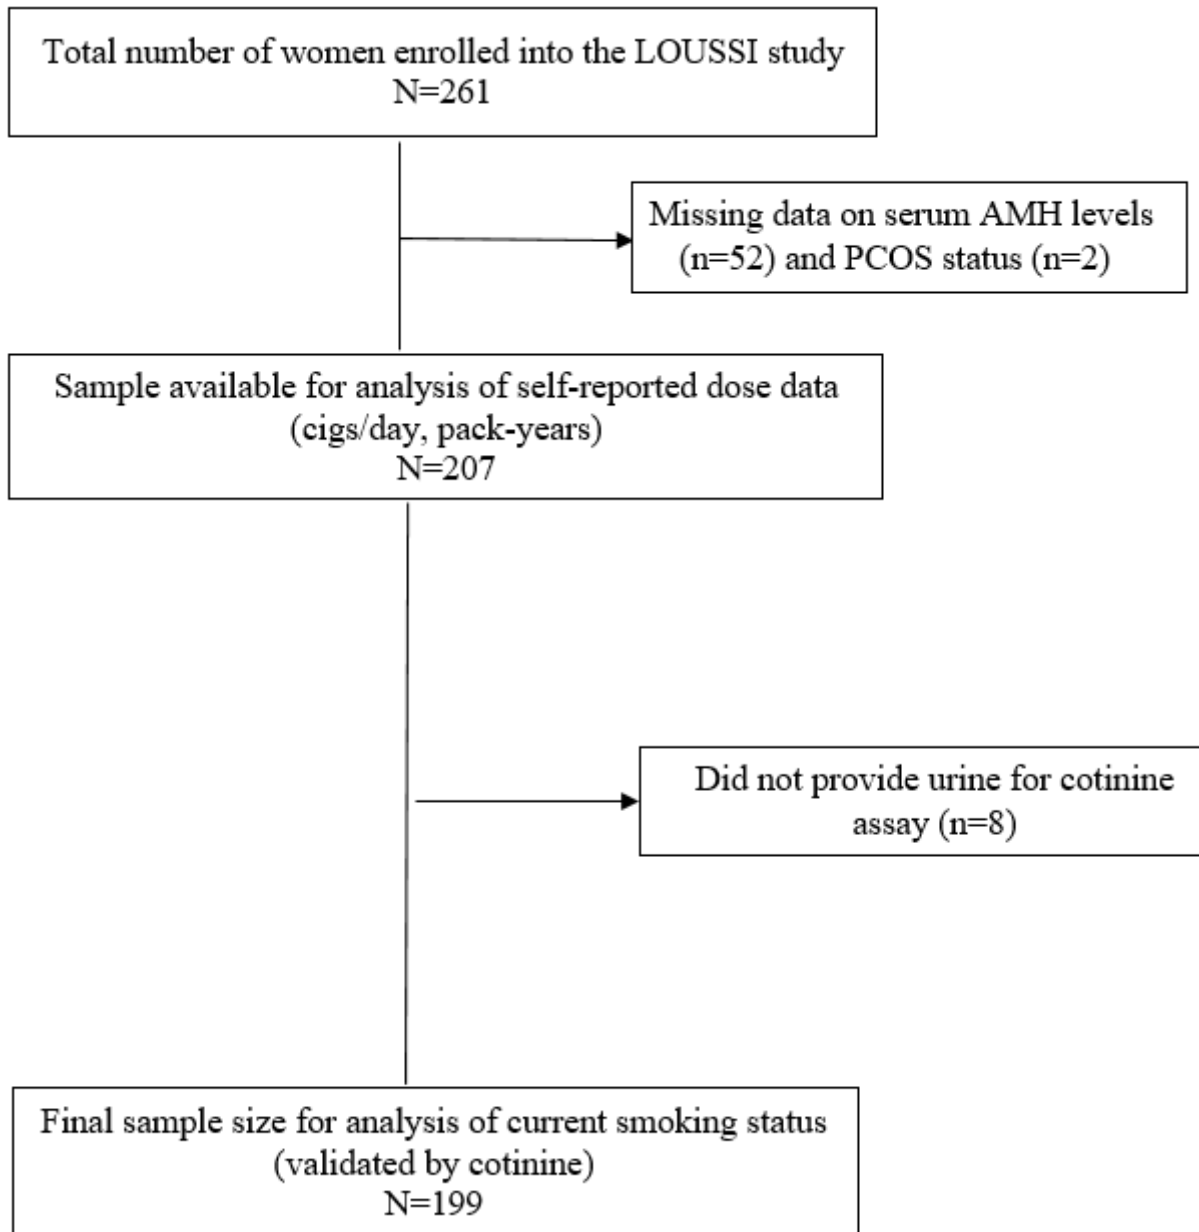 Total number of women enrolled into the LOUSSI study
N=261
Missing data on serum AMH levels
(n=52) and PCOS status (n=2)
Sample available for analysis of self-reported dose data
(cigs/day, pack-years)
N=207
Did not provide urine for cotinine
assay (n=8)
Final sample size for analysis of current smoking status
(validated by cotinine)
N=199